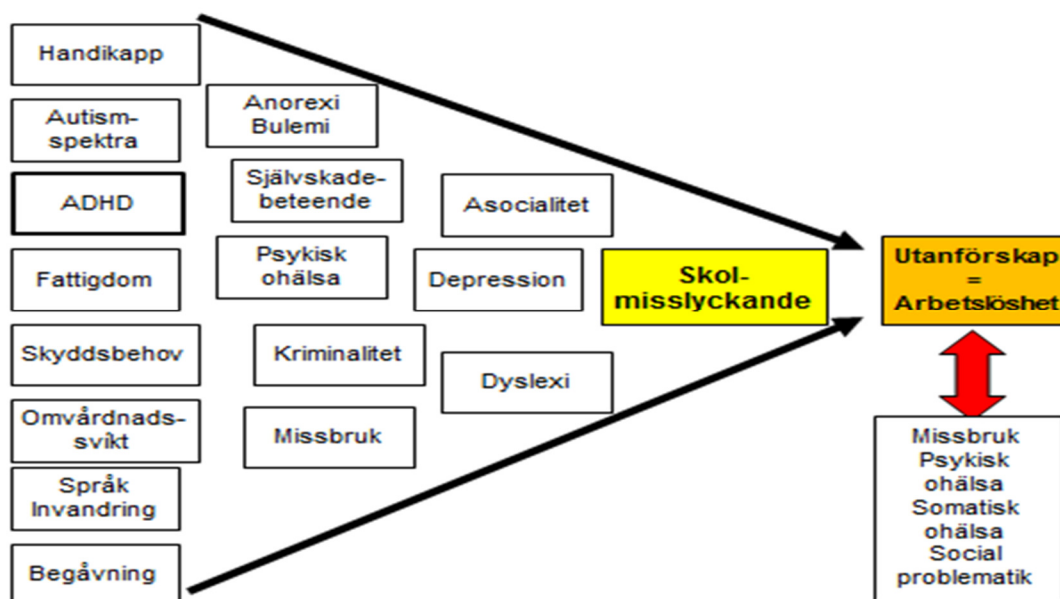 Handikapp
Autism-
spektra
ADHD
Fattigdom
Skyddsbehov
Omvårdnads-
svikt
Språk
Invandring
Begåvning
Anorexi
Bulemi
Självskade-
beteende
Psykisk
ohälsa
Kriminalitet
Missbruk
Asocialitet
Depression
Dyslexi
Skol-
misslyckande
Utanförskap
=
Arbetslöshet
Missbruk
Psykisk
ohälsa
Somatisk
ohälsa
Social
problematik